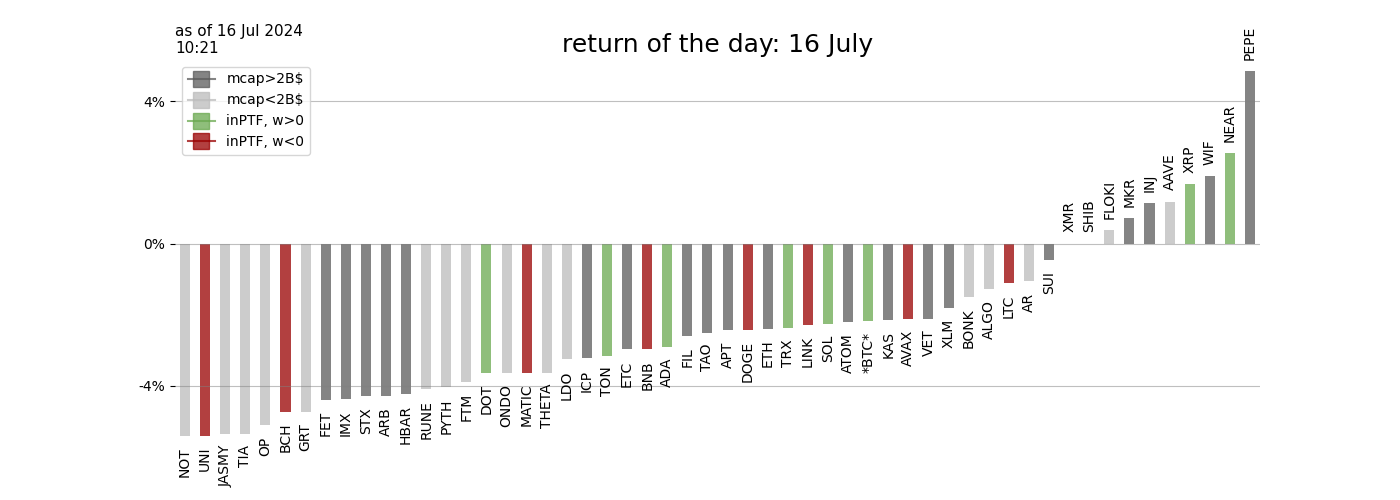 as of 16 Jul 2024
10:21
return of the day: 16 July
mcap>2B$
mcap<2B$
inPTF, w>0
inPTF, w<0
4%
0%
-4%
NOT
UNI
JASMY
TIA
OP
BCH
GRT
FET
IMX
STX
ARB
HBAR
RUNE
PYTH
FTM
DOT
ONDO
MATIC
THETA
LDO
ICP
TON
ETC
BNB
ADA
FIL
TAO
APT
DOGE
ETH
TRX
LINK
SOL
ATOM
*BTC*
KAS
AVAX
VET
XLM
BONK
ALGO
LTC
AR
SUI
XMR
SHIB
FLOKI
MKR
INJ
AAVE
XRP
WIF
NEAR
PEPE